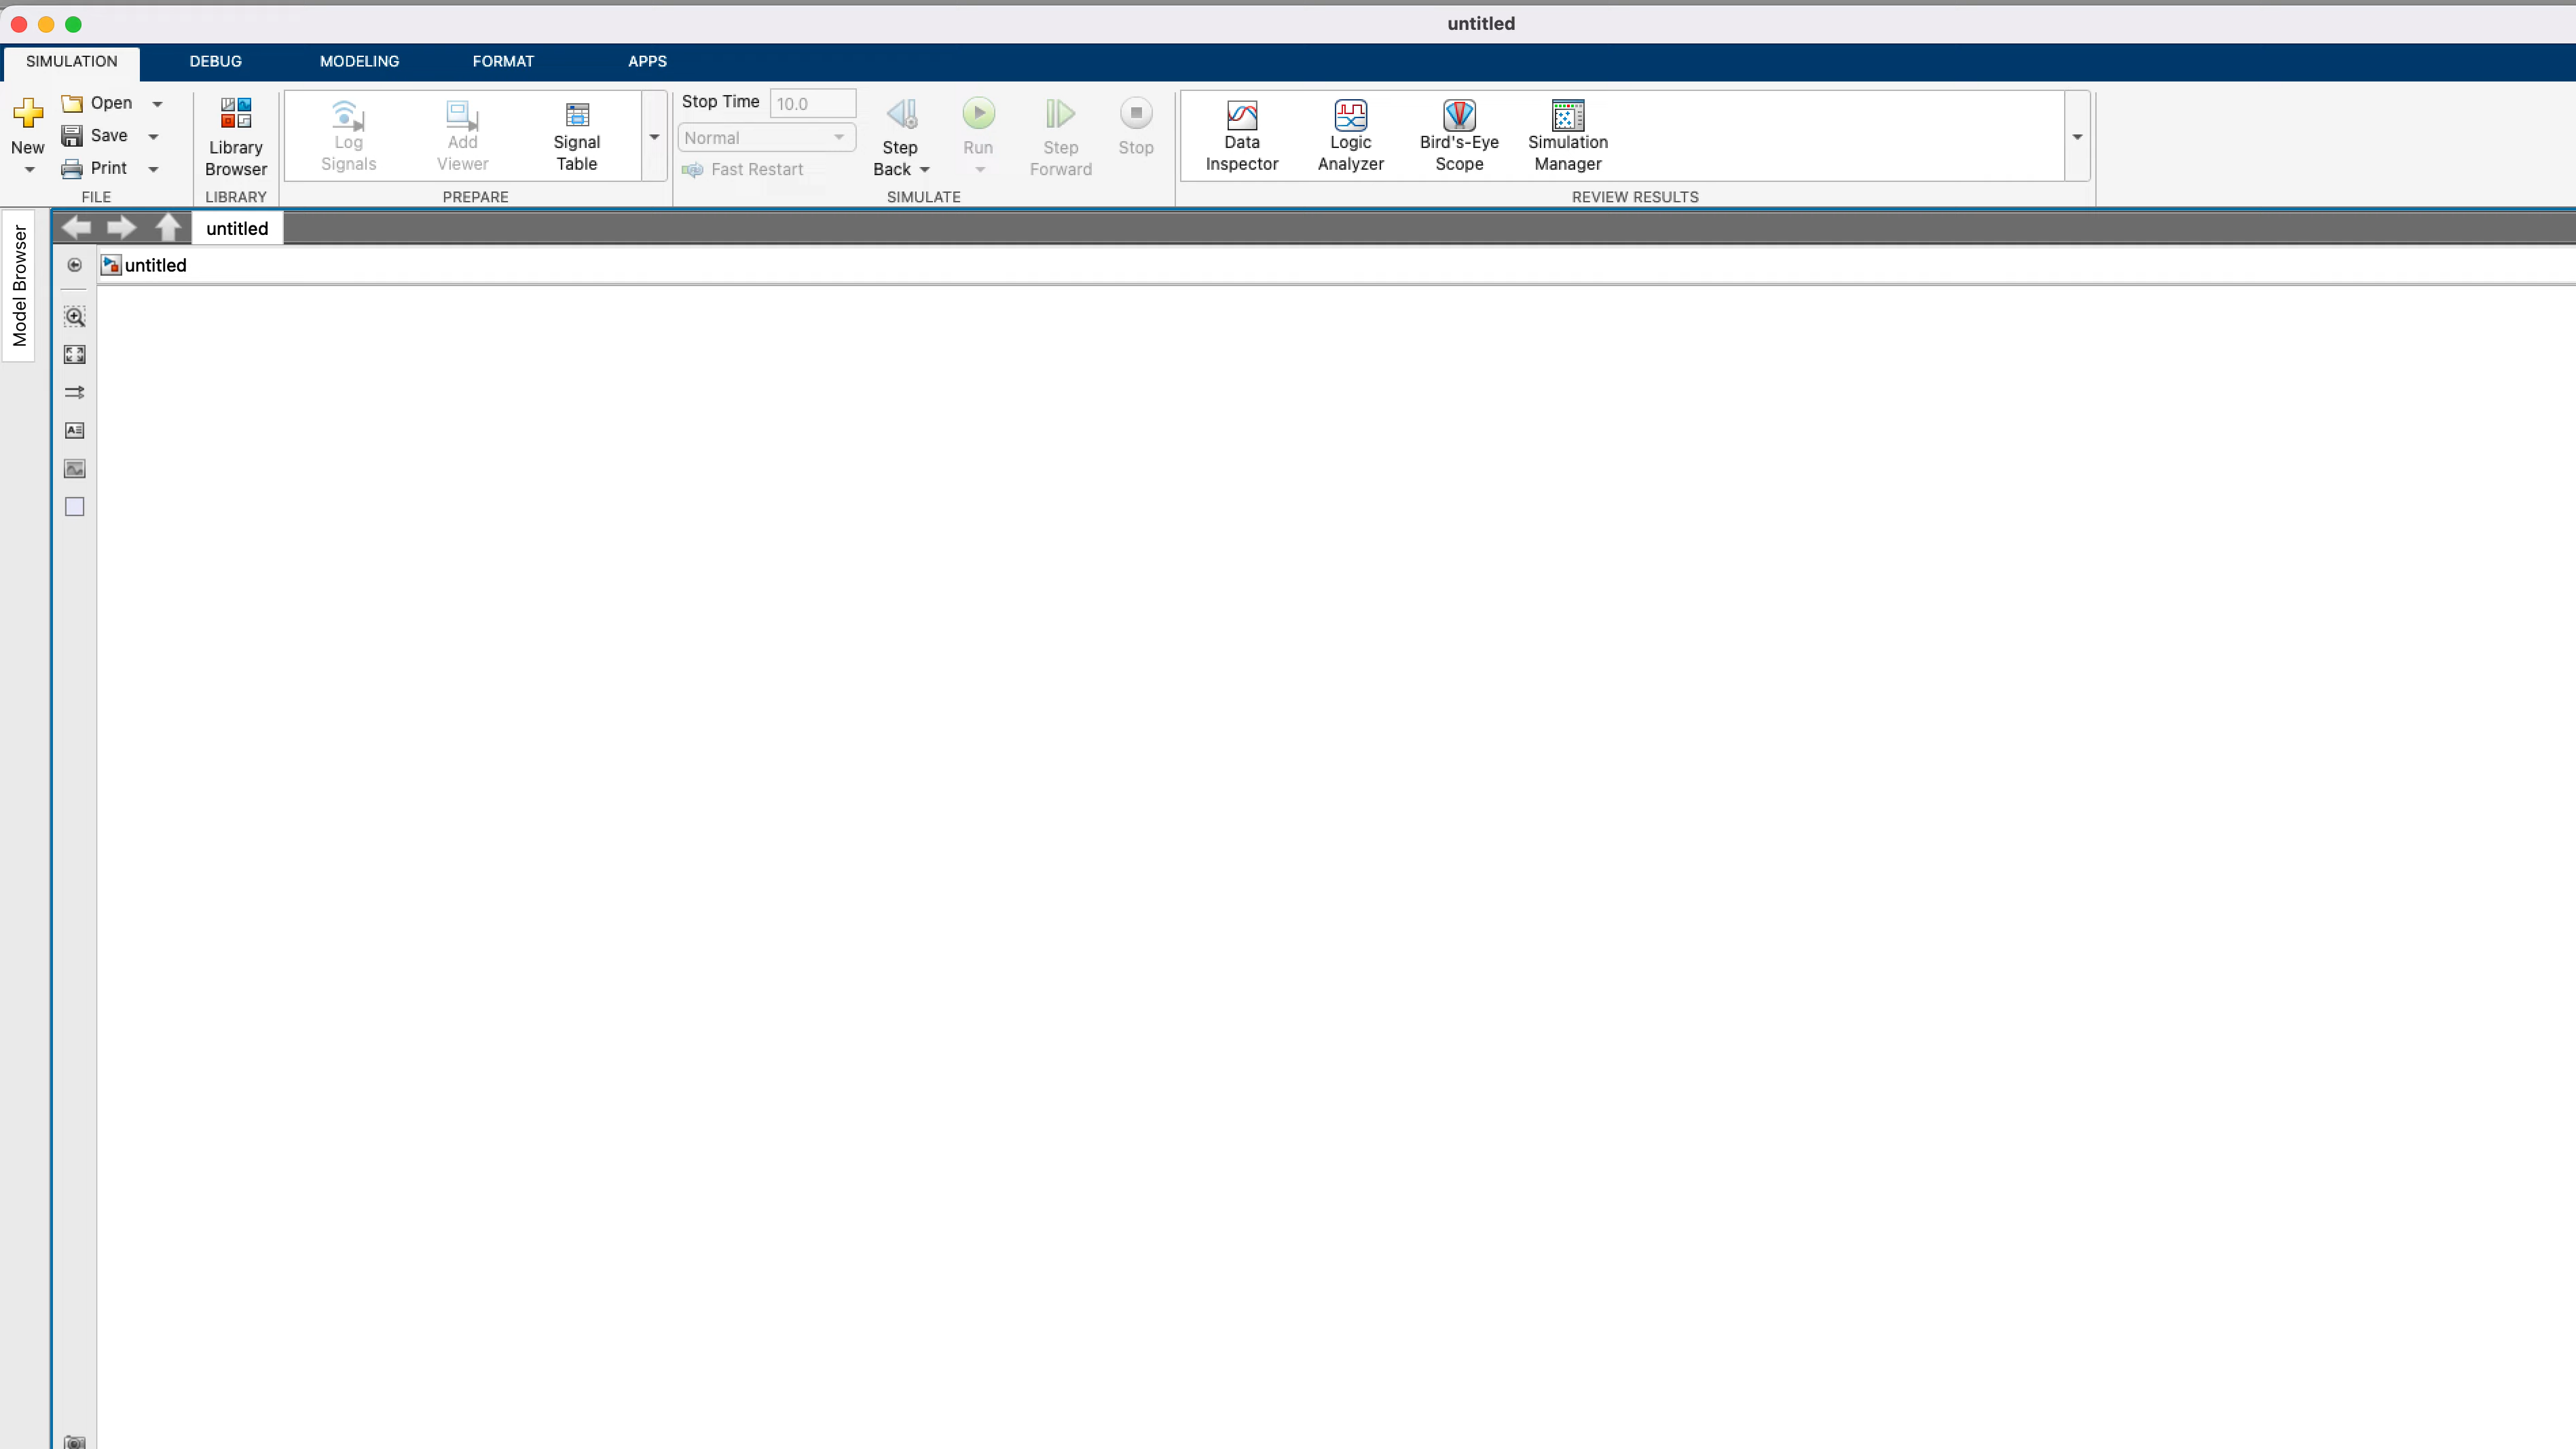 untitled
SIMULATION DEBUG MODELING FORMAT APPS
New
Open
Save
Print
FILE
Library
Browser
LIBRARY
Log
Signals
Add
Viewer
Signal
Table
PREPARE
Stop Time 10.0
Normal
Fast Restart
Step
Back
Run
Step
Forward
Stop
SIMULATE
Data
Inspector
Logic
Analyzer
Bird's-Eye
Scope
Simulation
Manager
REVIEW RESULTS
Model Browser
untitled
untitled